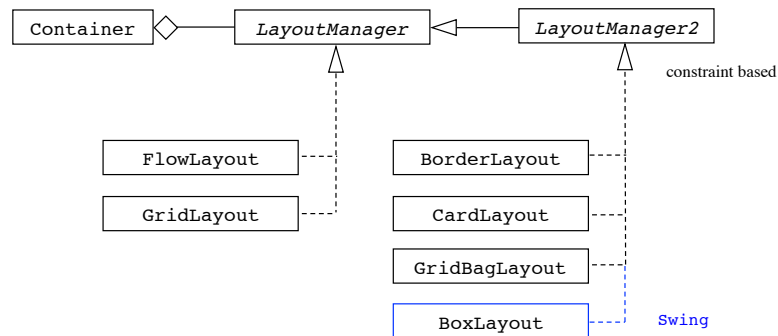 Container
LayoutManager
LayoutManager2
constraint based
FlowLayout
BorderLayout
GridLayout
CardLayout
GridBagLayout
BoxLayout
Swing